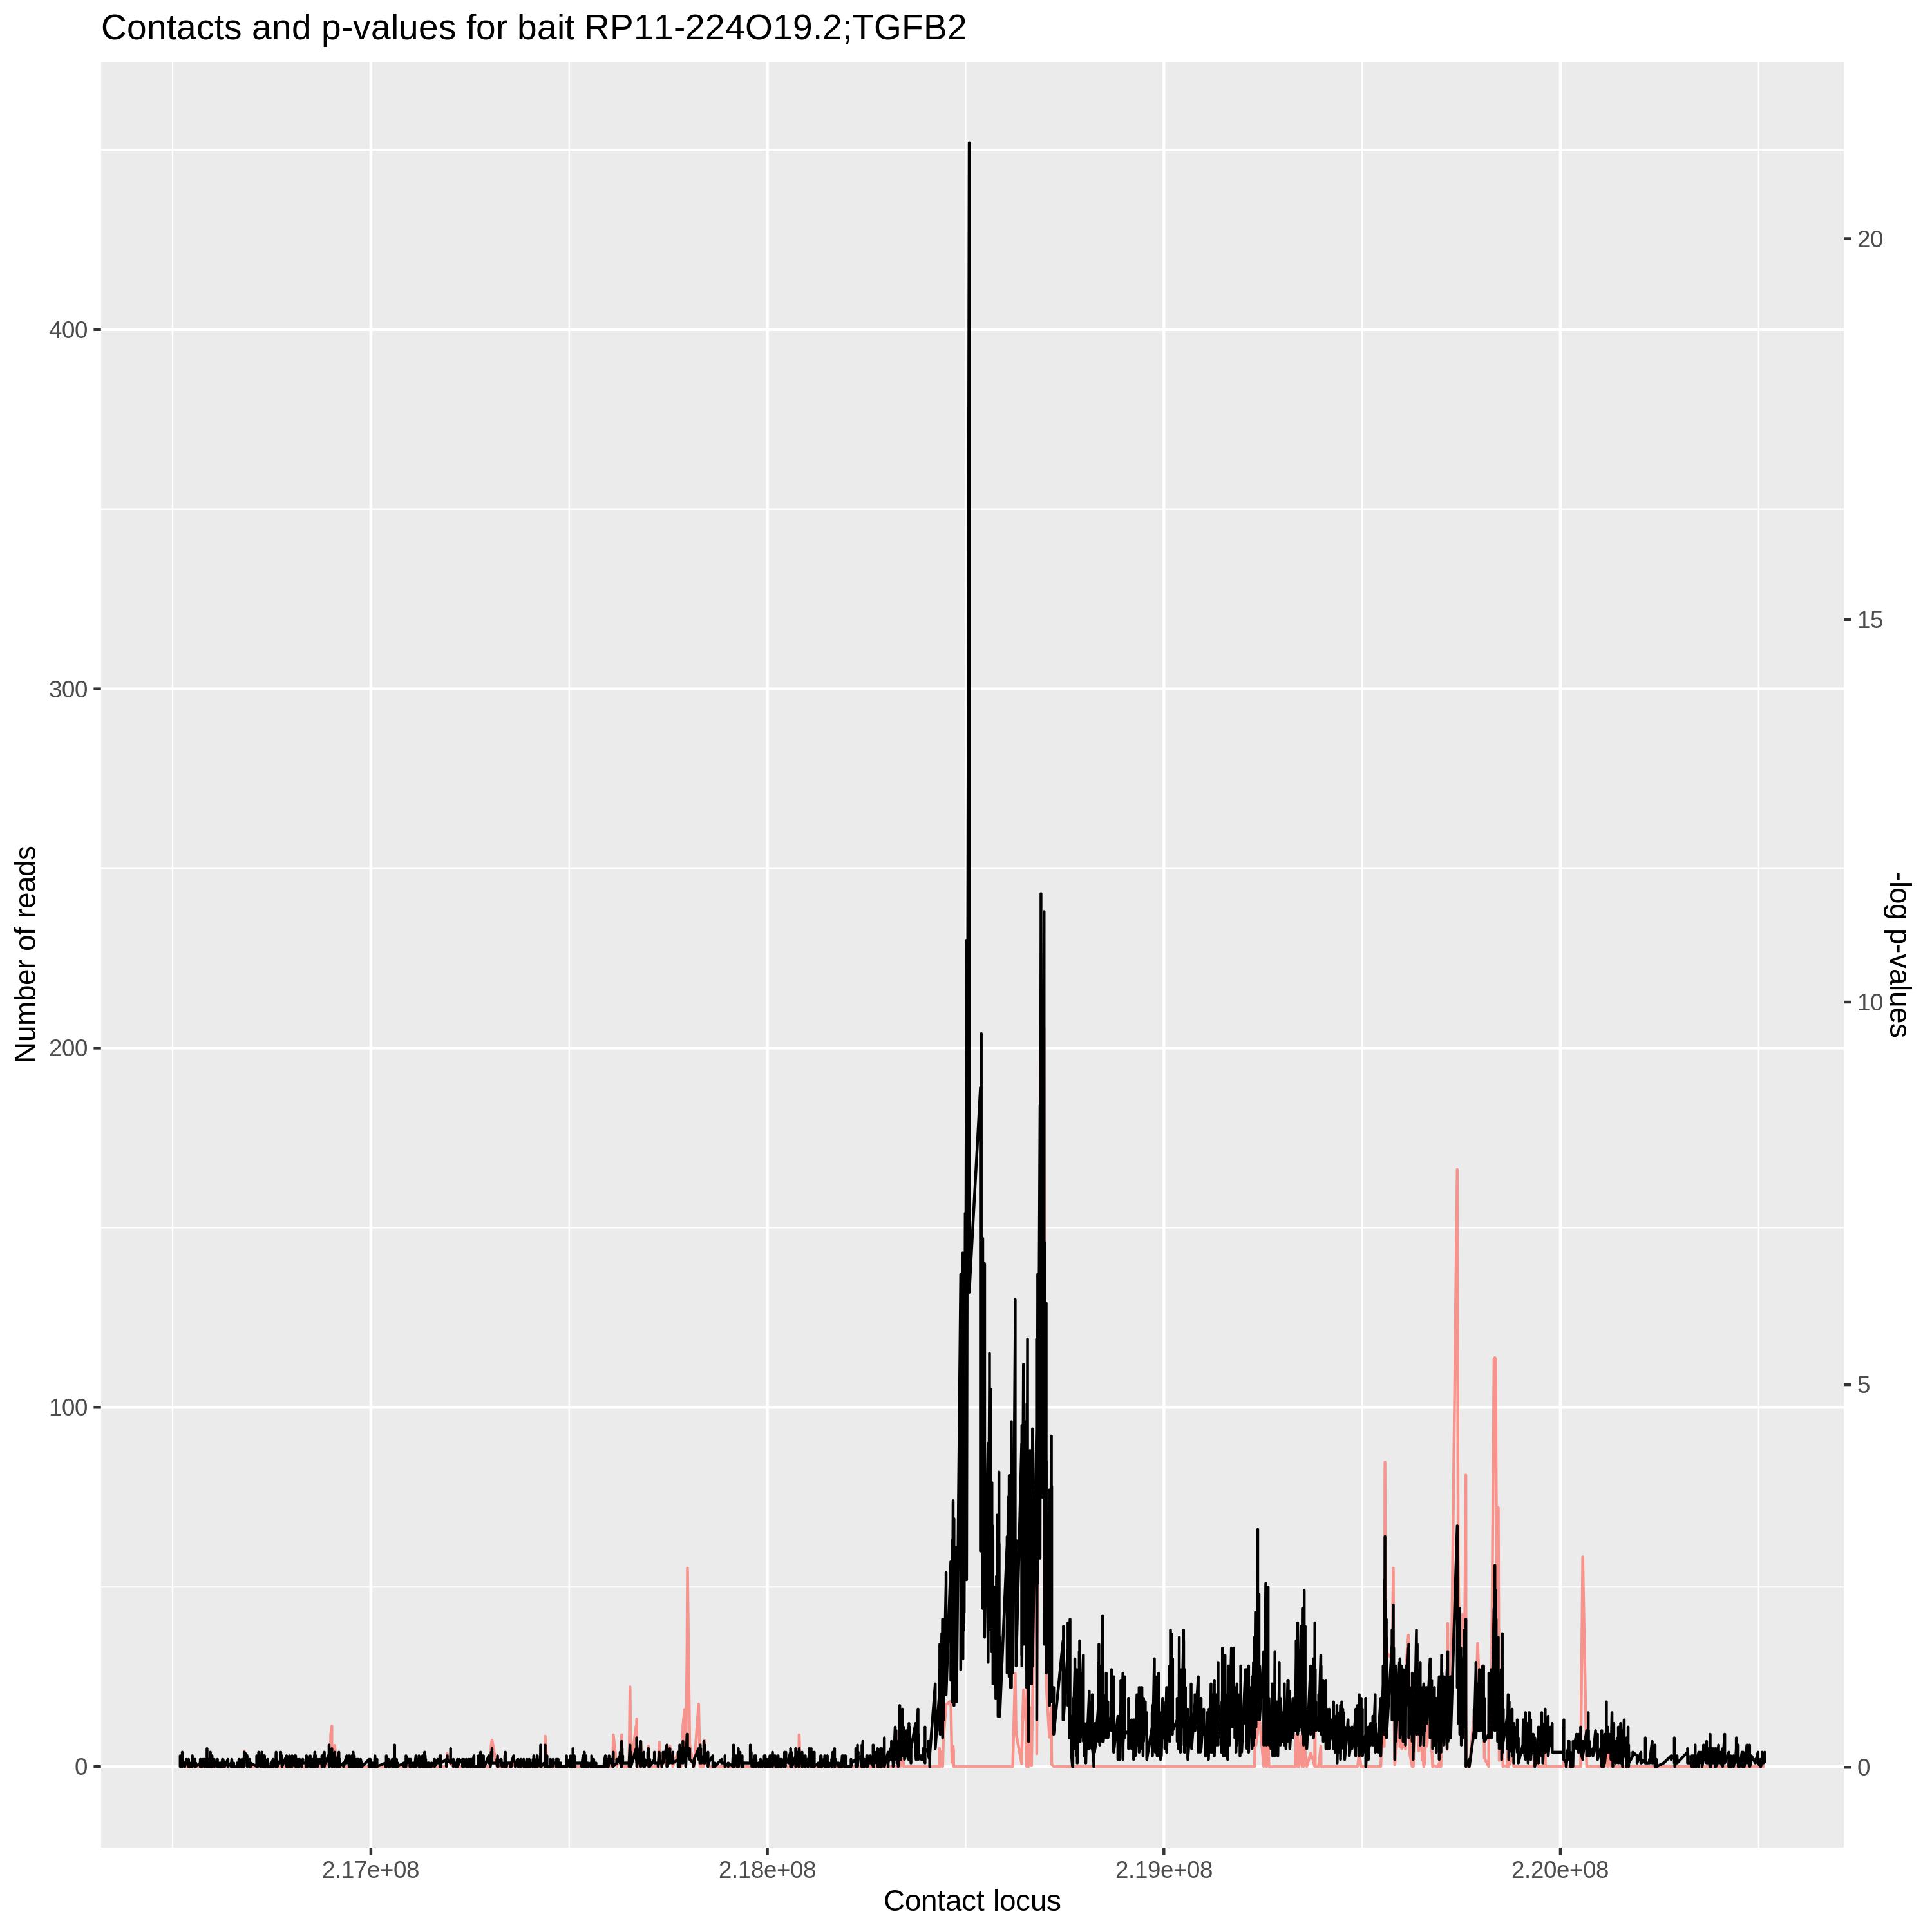 Contacts and p-values for bait RP11-224O19.2;TGFB2
400
300
200
100
0
Number of reads
20
15
10
5
0
-log p-values
2.17e+08
2.18e+08
2.19e+08
2.20e+08
Contact locus